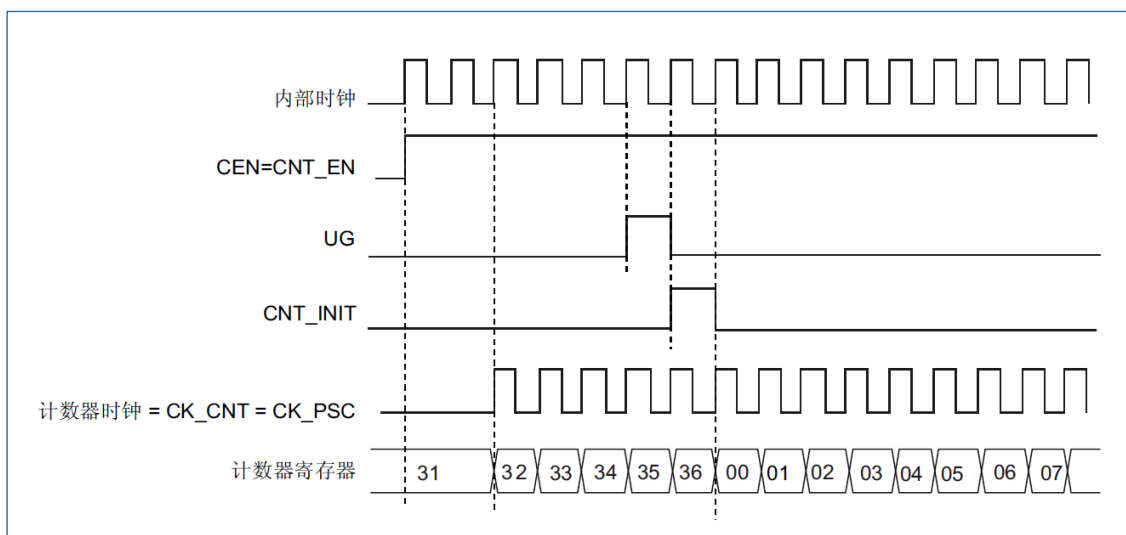 内部时钟
CEN=CNT_EN
UG
CNT_INIT
计数器时钟 = CK_CNT = CK_PSC
计数器寄存器
31 32 33 34 35 36 00 01 02 03 04 05 06 07